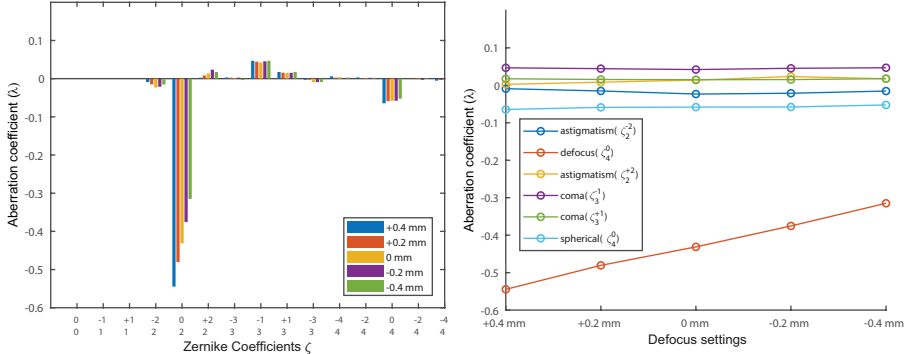 0.1
0
-0.1
-0.2
-0.3
-0.4
-0.5
-0.6
Aberration coefficient (λ)
+0.4 mm
+0.2 mm
0 mm
-0.2 mm
-0.4 mm
0 -1 +1 -2 0 +2 -3 -1 +1 -3 -4 -2 0 +2 -4
0 1 1 2 2 2 3 3 3 3 4 4 4 4 4
Zernike Coefficients ζ
0.1
0
-0.1
-0.2
-0.3
-0.4
-0.5
-0.6
Aberration coefficient (λ)
astigmatism( ζ₂⁻²)
defocus( ζ₄⁰)
astigmatism( ζ₂⁺²)
coma( ζ₃⁻¹)
coma( ζ₃⁺¹)
spherical( ζ₄⁰)
+0.4 mm +0.2 mm 0 mm -0.2 mm -0.4 mm
Defocus settings